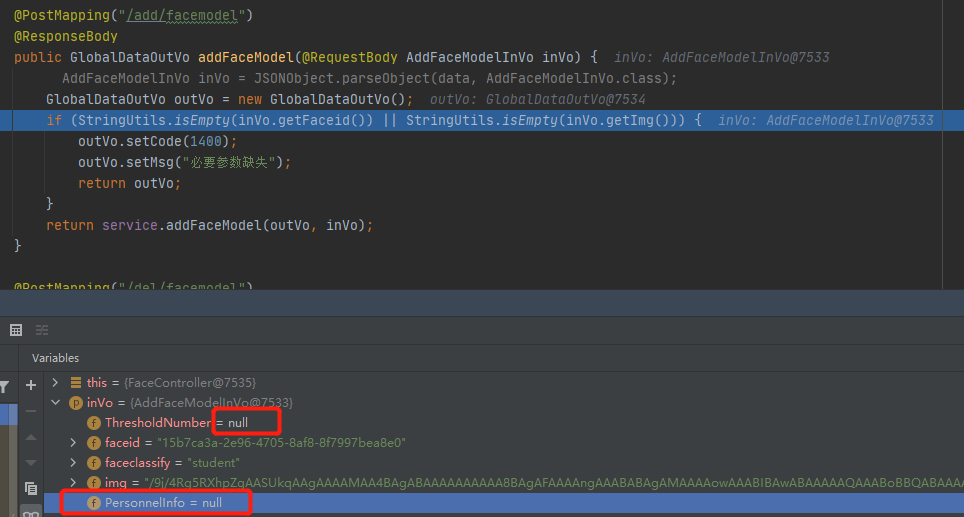 @PostMapping("/add/facemodel")
@ResponseBody
public GlobalDataOutVo addFaceModel(@RequestBody AddFaceModelInVo inVo) { inVo: AddFaceModelInVo@7533
AddFaceModelInVo inVo = JSONObject.parseObject(data, AddFaceModelInVo.class);
GlobalDataOutVo outVo = new GlobalDataOutVo(); outVo: GlobalDataOutVo@7534
if (StringUtils.isEmpty(inVo.getFaceid()) || StringUtils.isEmpty(inVo.getImg())) { inVo: AddFaceModelInVo@7533
outVo.setCode(1400);
outVo.setMsg("必要参数缺失");
return outVo;
}
return service.addFaceModel(outVo, inVo);
}
@PostMapping("/del/facemodel")
Variables
this = {FaceController@7535}
inVo = {AddFaceModelInVo@7533}
ThresholdNumber = null
faceid = "15b7ca3a-2e96-4705-8af8-8f7997bea8e0"
faceclassify = "student"
img =
PersonnelInfo = null